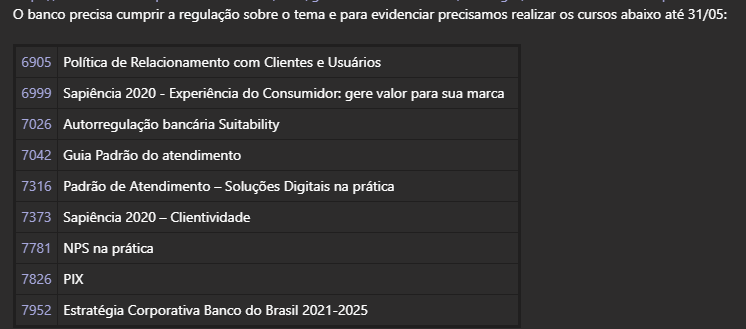 O banco precisa cumprir a regulação sobre o tema e para evidenciar precisamos realizar os cursos abaixo até 31/05:
6905 Política de Relacionamento com Clientes e Usuários
6999 Sapiência 2020 - Experiência do Consumidor: gere valor para sua marca
7026 Autorregulação bancária Suitability
7042 Guia Padrão do atendimento
7316 Padrão de Atendimento – Soluções Digitais na prática
7373 Sapiência 2020 – Clientividade
7781 NPS na prática
7826 PIX
7952 Estratégia Corporativa Banco do Brasil 2021-2025